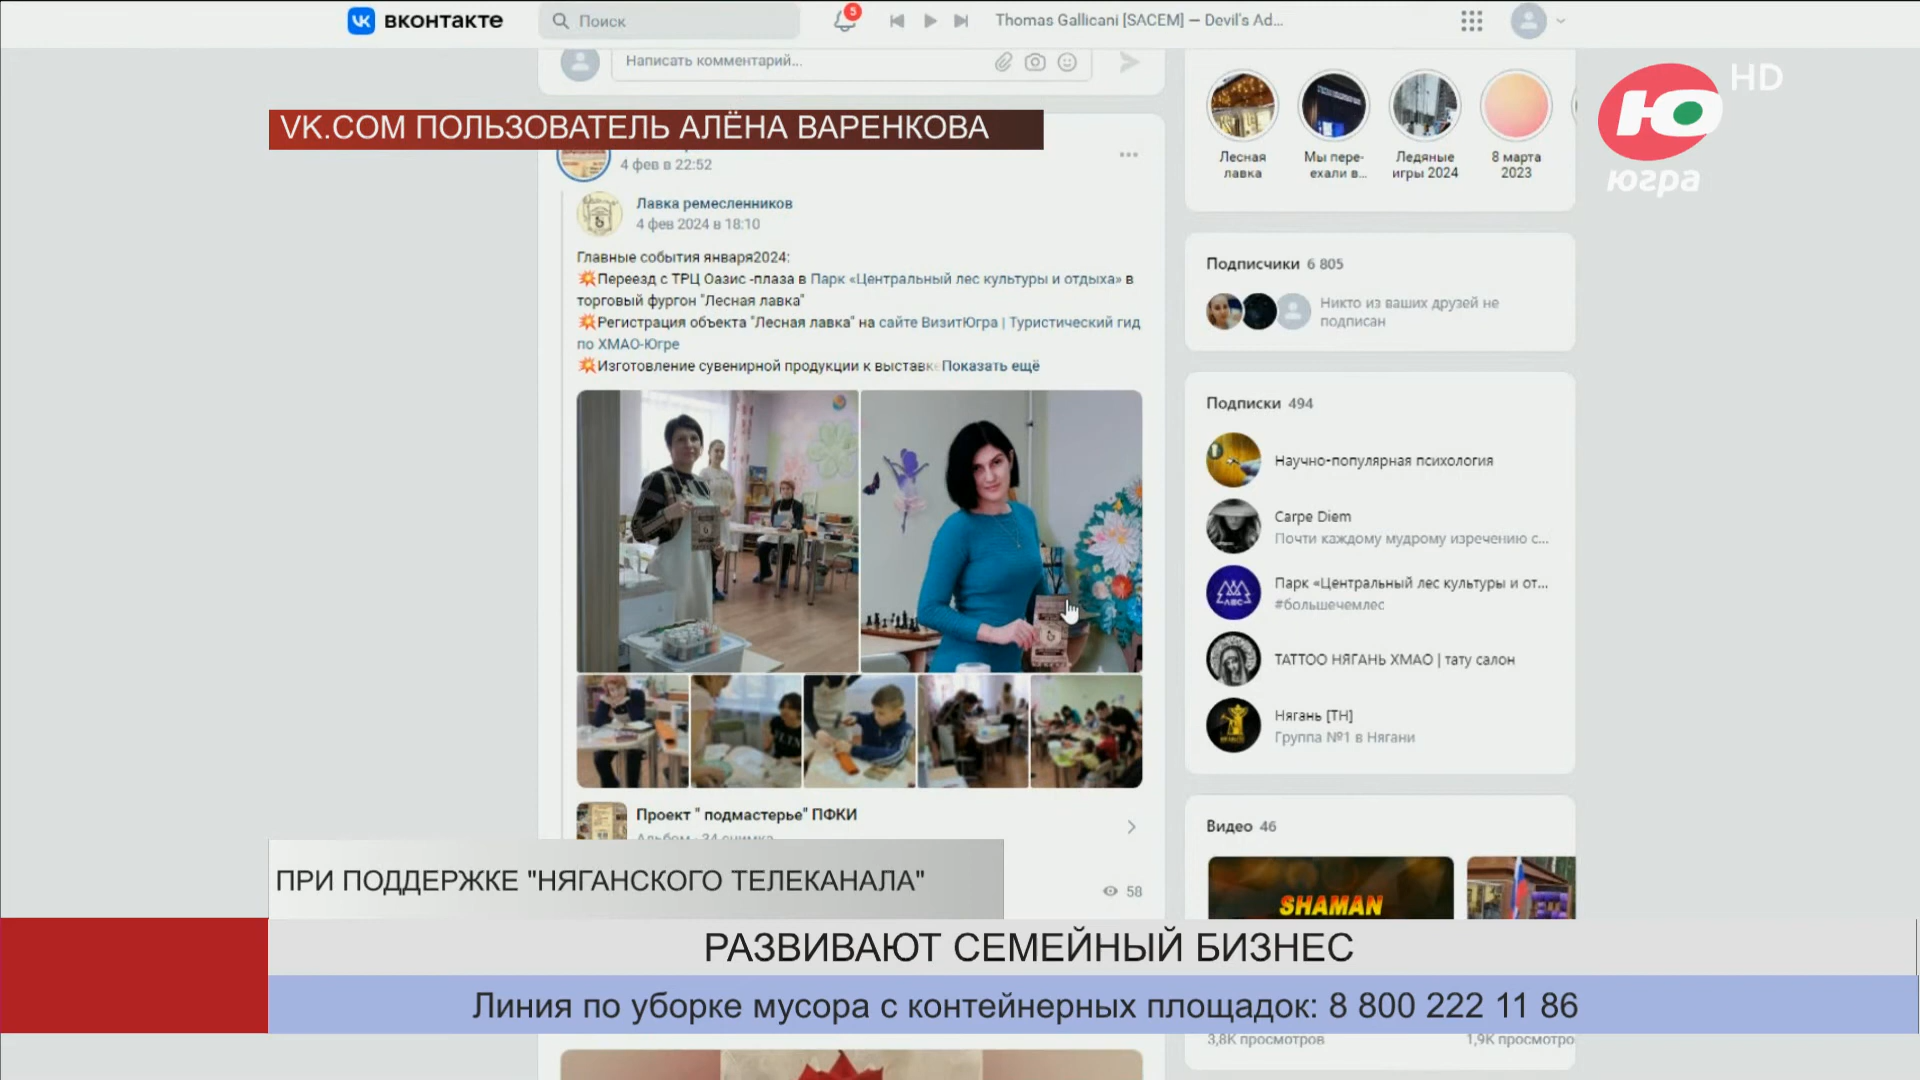 вконтакте
Поиск
5
Thomas Gallicani [SACEM] — Devil's Ad...
HD
югра
Написать комментарий...
VK.COM ПОЛЬЗОВАТЕЛЬ АЛЁНА ВАРЕНКОВА
4 фев в 22:52
Лавка ремесленников
4 фев 2024 в 18:10
Главные события января2024:
💥Переезд с ТРЦ Оазис -плаза в Парк «Центральный лес культуры и отдыха» в
торговый фургон "Лесная лавка"
💥Регистрация объекта "Лесная лавка" на сайте ВизитЮгра | Туристический гид
по ХМАО-Югре
💥Изготовление сувенирной продукции к выставке Показать ещё
Проект " подмастерье" ПФКИ
Альбом · 34 снимка
58
Лесная
лавка
Мы пере-
ехали в...
Ледяные
игры 2024
8 марта
2023
Подписчики 6 805
Никто из ваших друзей не
подписан
Подписки 494
Научно-популярная психология
Carpe Diem
Почти каждому мудрому изречению с...
Парк «Центральный лес культуры и от...
#большечемлес
ТАТТОО НЯГАНЬ ХМАО | тату салон
Нягань [ТН]
Группа №1 в Нягани
Видео 46
SHAMAN
ПРИ ПОДДЕРЖКЕ "НЯГАНСКОГО ТЕЛЕКАНАЛА"
РАЗВИВАЮТ СЕМЕЙНЫЙ БИЗНЕС
Линия по уборке мусора с контейнерных площадок: 8 800 222 11 86
3,8K просмотров
1,9K просмотро